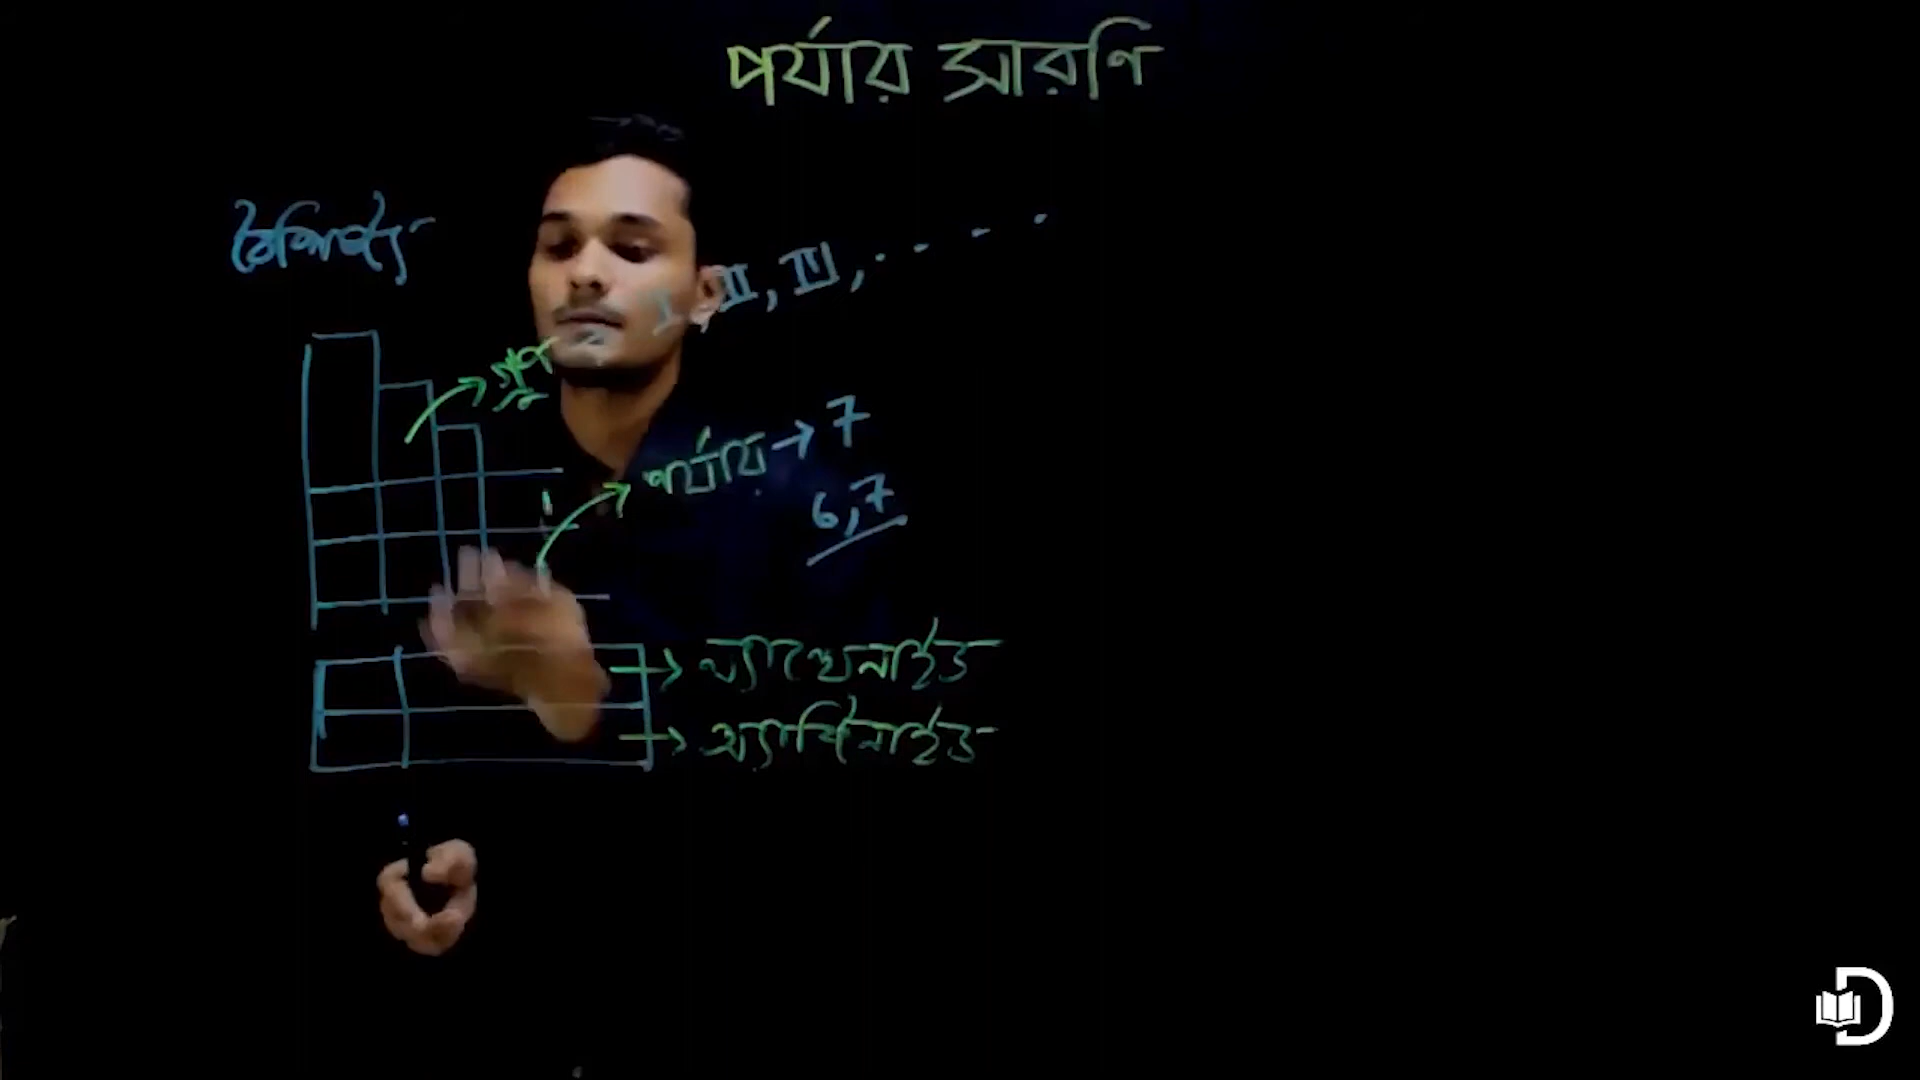 পর্যায় সারণি
বৈশিষ্ট্য
I, II, III, . . . .
গ্রুপ
পর্যায় → 7
6,7
→ ল্যান্থেনাইড
→ অ্যাক্টিনাইড